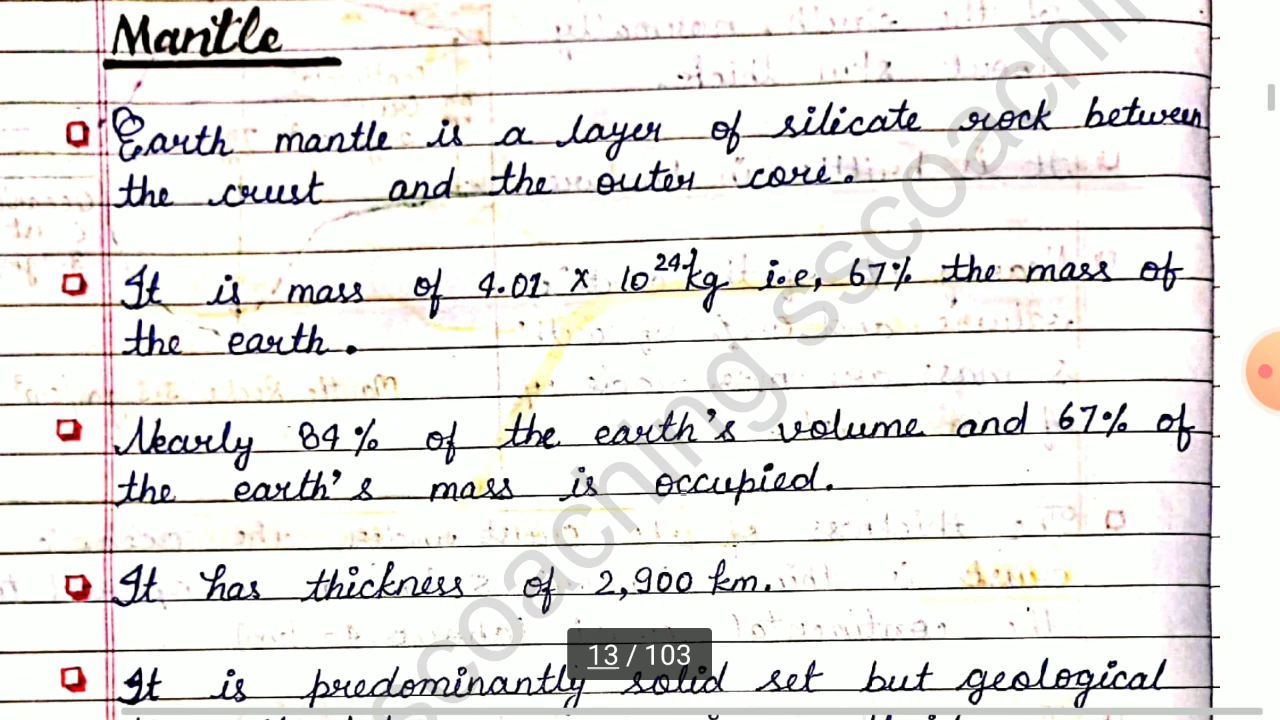 Mantle
Earth mantle is a layer of silicate rock between
the crust and the outer core.
It is mass of 4.01 × 10²⁴kg i.e, 67% the mass of
the earth.
Nearly 84% of the earth's volume and 67% of
the earth's mass is occupied.
It has thickness of 2,900 km.
13 / 103
It is predominantly solid set but geological
sscoaching sscoaching